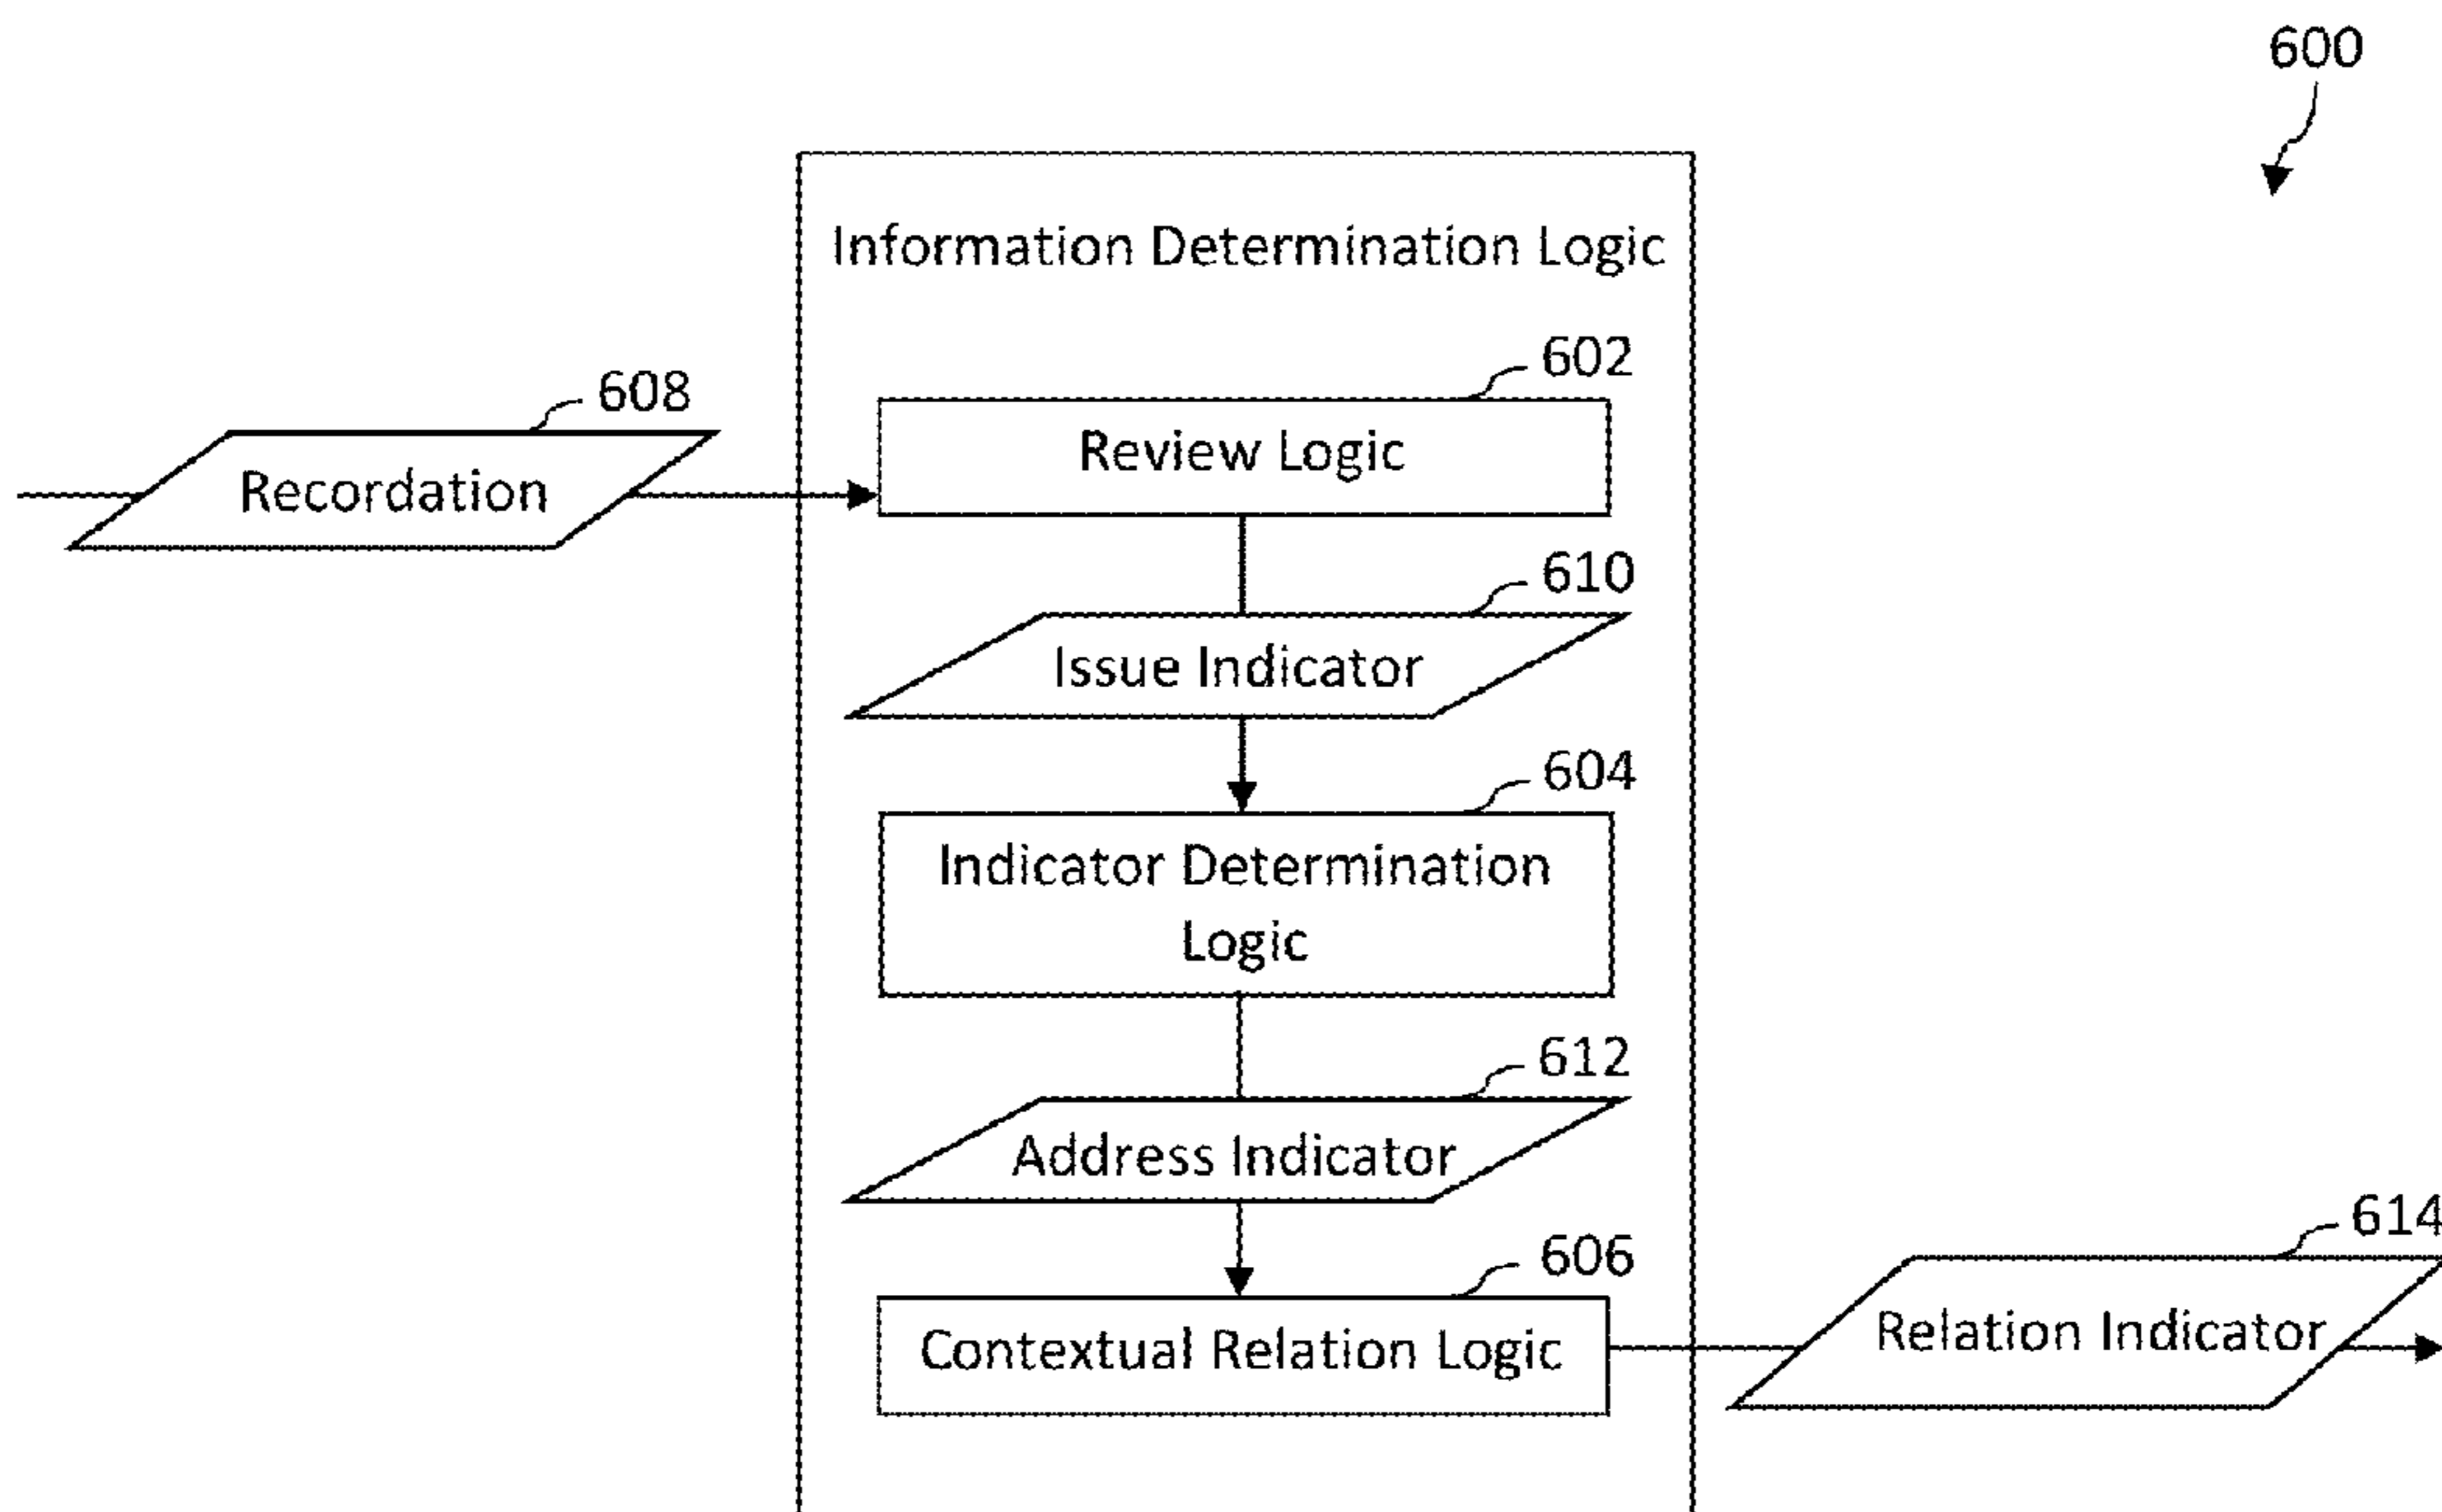 600
Information Determination Logic
602
608
Review Logic
Recordation
610
Issue Indicator
604
Indicator Determination
Logic
612
Address Indicator
614
606
Relation Indicator
Contextual Relation Logic